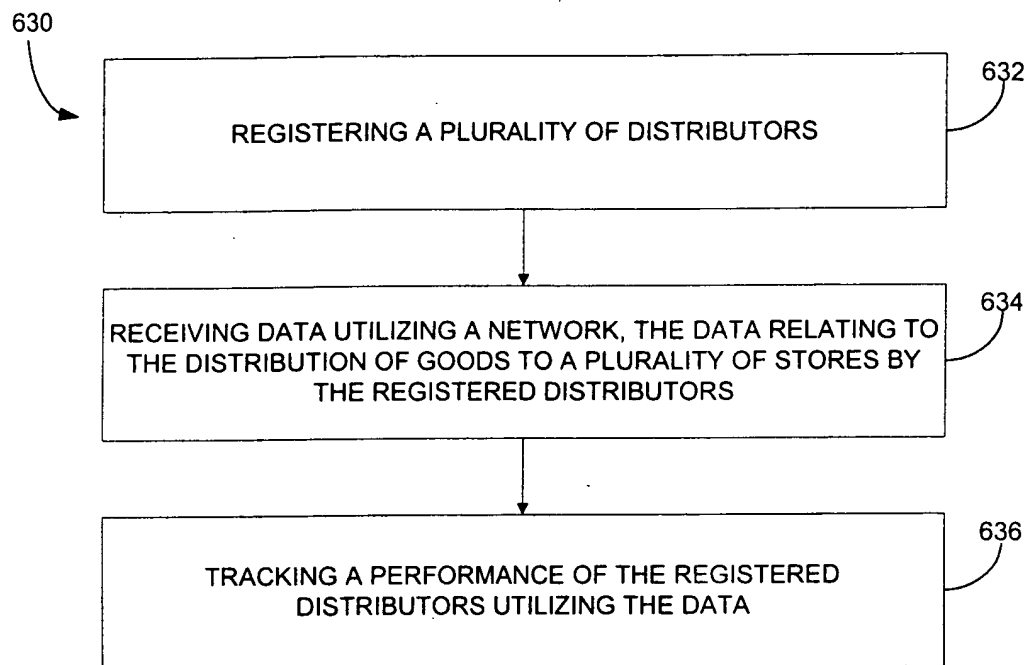 630
632
REGISTERING A PLURALITY OF DISTRIBUTORS
634
RECEIVING DATA UTILIZING A NETWORK, THE DATA RELATING TO
THE DISTRIBUTION OF GOODS TO A PLURALITY OF STORES BY
THE REGISTERED DISTRIBUTORS
636
TRACKING A PERFORMANCE OF THE REGISTERED
DISTRIBUTORS UTILIZING THE DATA